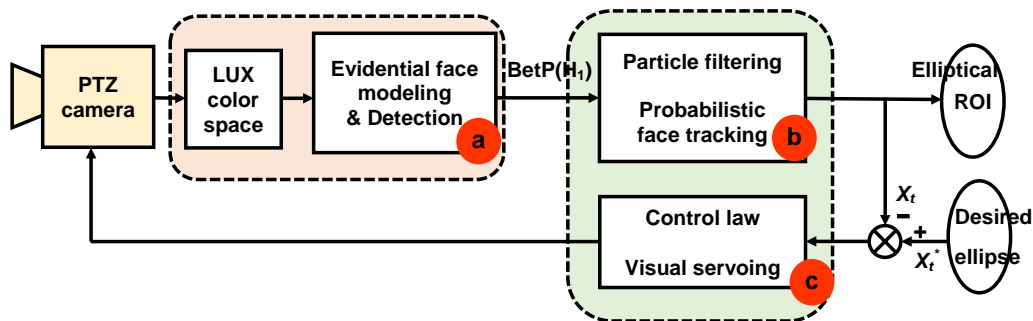 PTZ
camera
LUX
color
space
Evidential face
modeling
& Detection
a
BetP(H₁)
Particle filtering
Probabilistic
face tracking
b
Elliptical
ROI
Xₜ
−
+
Xₜ*
Desired
ellipse
Control law
Visual servoing
c